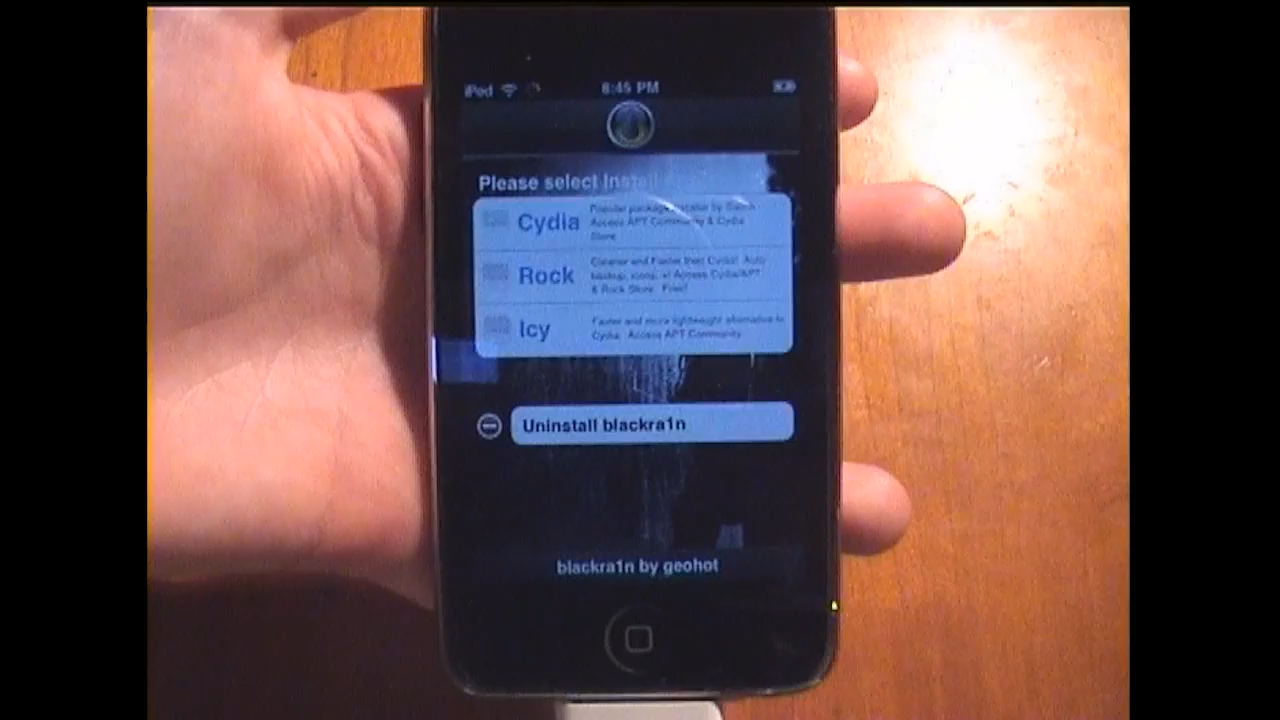 iPod
8:45 PM
Please select Install
Cydia
Popular package installer by Saurik
Access APT Community & Cydia
Store
Rock
Cleaner and Faster then Cydia! Auto
backup, icons, +! Access Cydia/APT
& Rock Store. Free!
Icy
Faster and more lightweight alternative to
Cydia. Access APT Community
Uninstall blackra1n
blackra1n by geohot